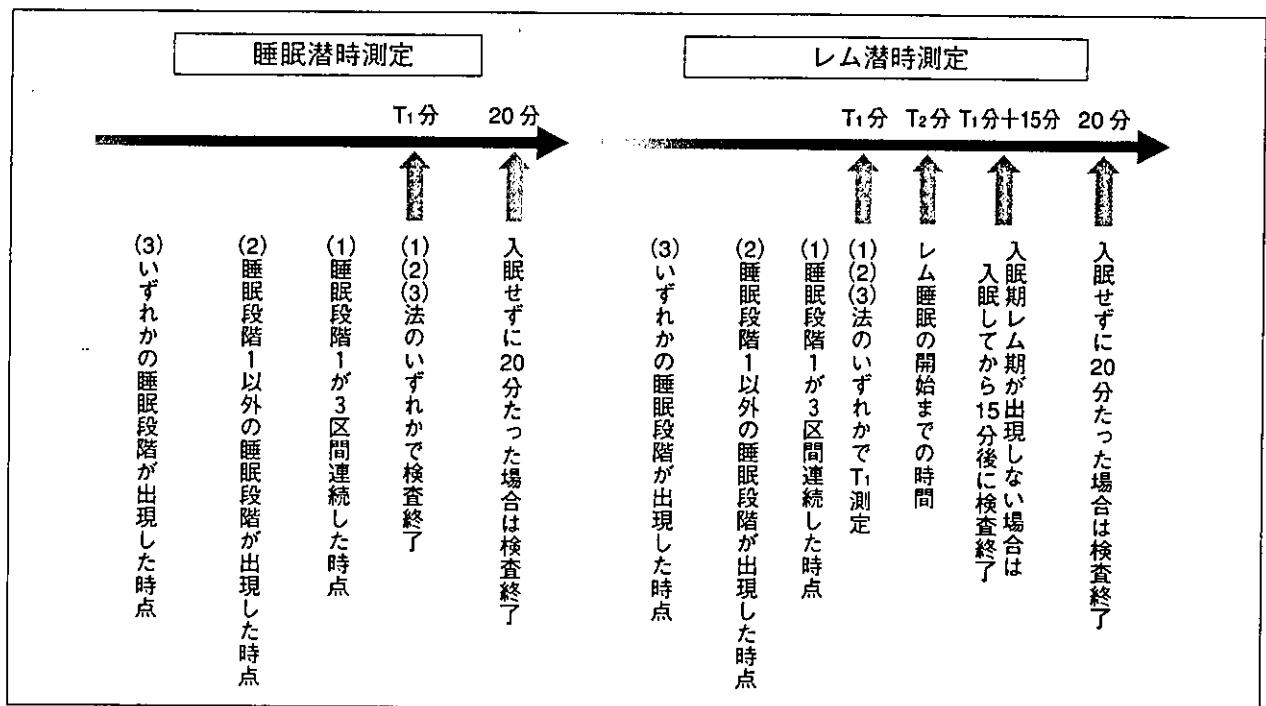 睡眠潜時測定
T₁分 20分
(3)いずれかの睡眠段階が出現した時点
(2)睡眠段階1以外の睡眠段階が出現した時点
(1)睡眠段階1が3区間連続した時点
(1)(2)(3)法のいずれかで検査終了
入眠せずに20分たった場合は検査終了
レム潜時測定
T₁分 T₂分 T₁分+15分 20分
(3)いずれかの睡眠段階が出現した時点
(2)睡眠段階1以外の睡眠段階が出現した時点
(1)睡眠段階1が3区間連続した時点
(1)(2)(3)法のいずれかでT₁測定
レム睡眠の開始までの時間
入眠期レム期が出現しない場合は
入眠してから15分後に検査終了
入眠せずに20分たった場合は検査終了